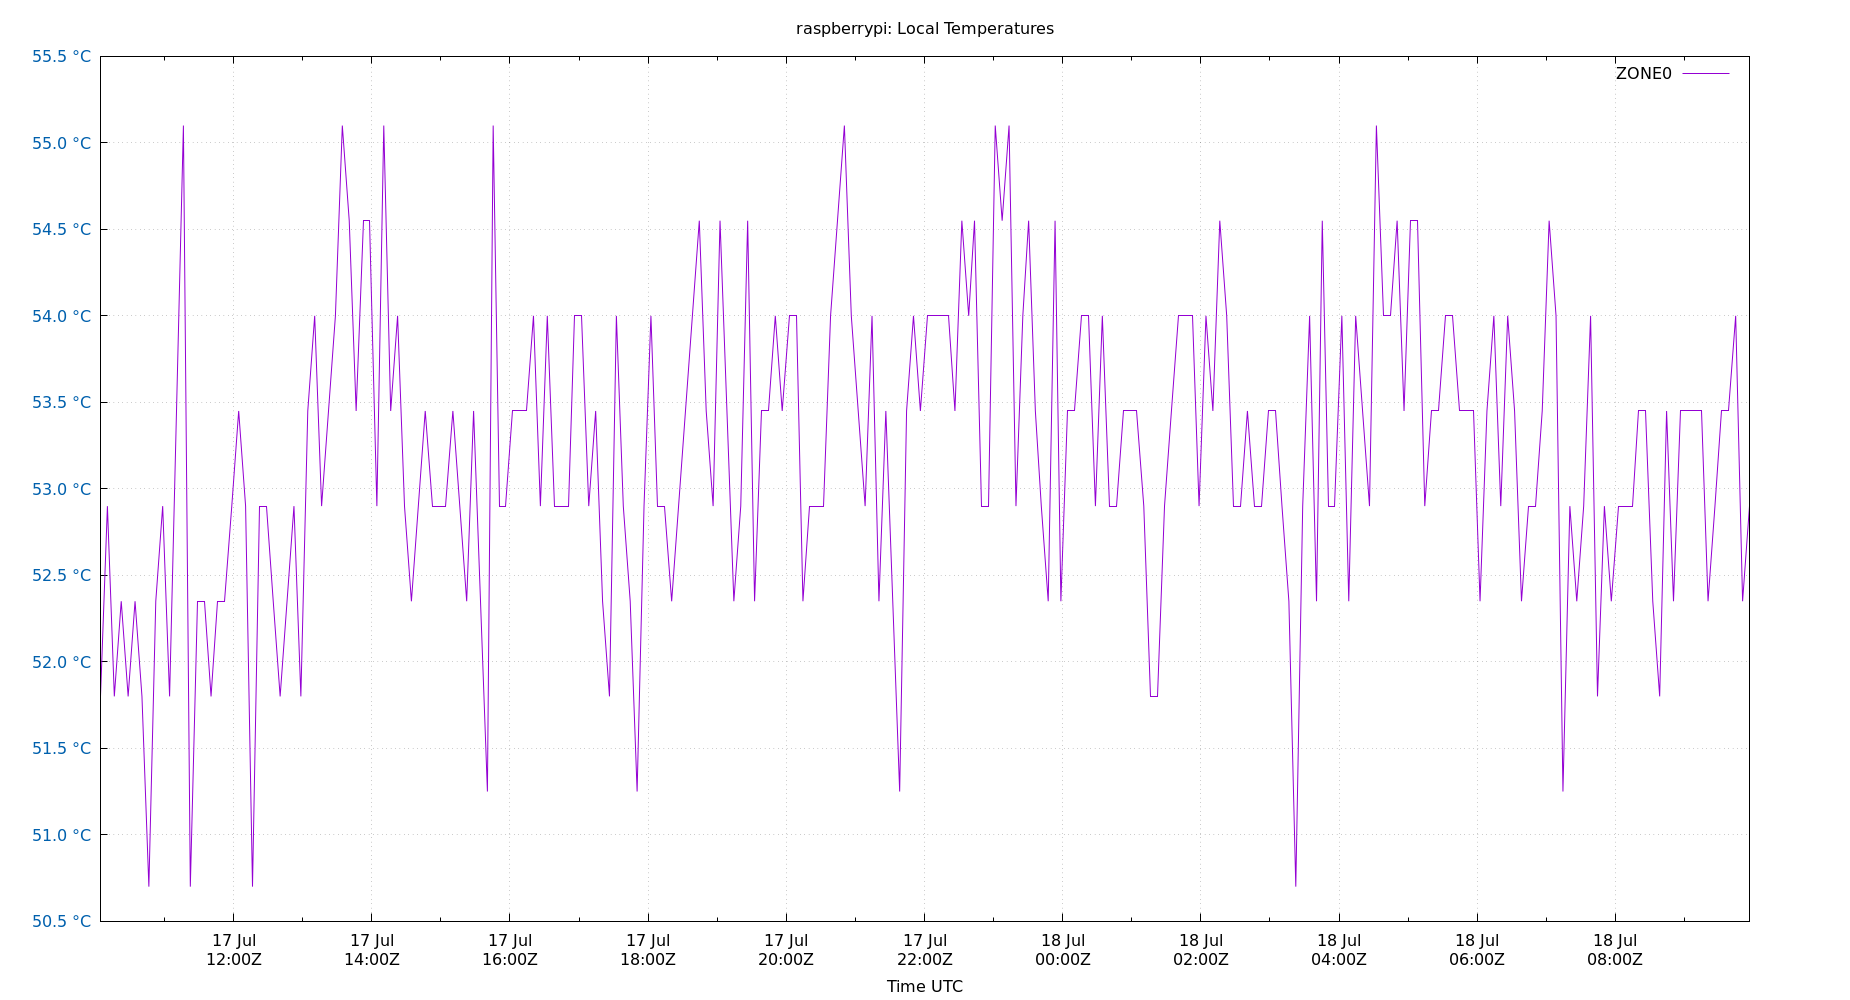 raspberrypi: Local Temperatures
ZONE0
55.5 °C
55.0 °C
54.5 °C
54.0 °C
53.5 °C
53.0 °C
52.5 °C
52.0 °C
51.5 °C
51.0 °C
50.5 °C
17 Jul 17 Jul 17 Jul 17 Jul 17 Jul 17 Jul 18 Jul 18 Jul 18 Jul 18 Jul 18 Jul
12:00Z 14:00Z 16:00Z 18:00Z 20:00Z 22:00Z 00:00Z 02:00Z 04:00Z 06:00Z 08:00Z
Time UTC